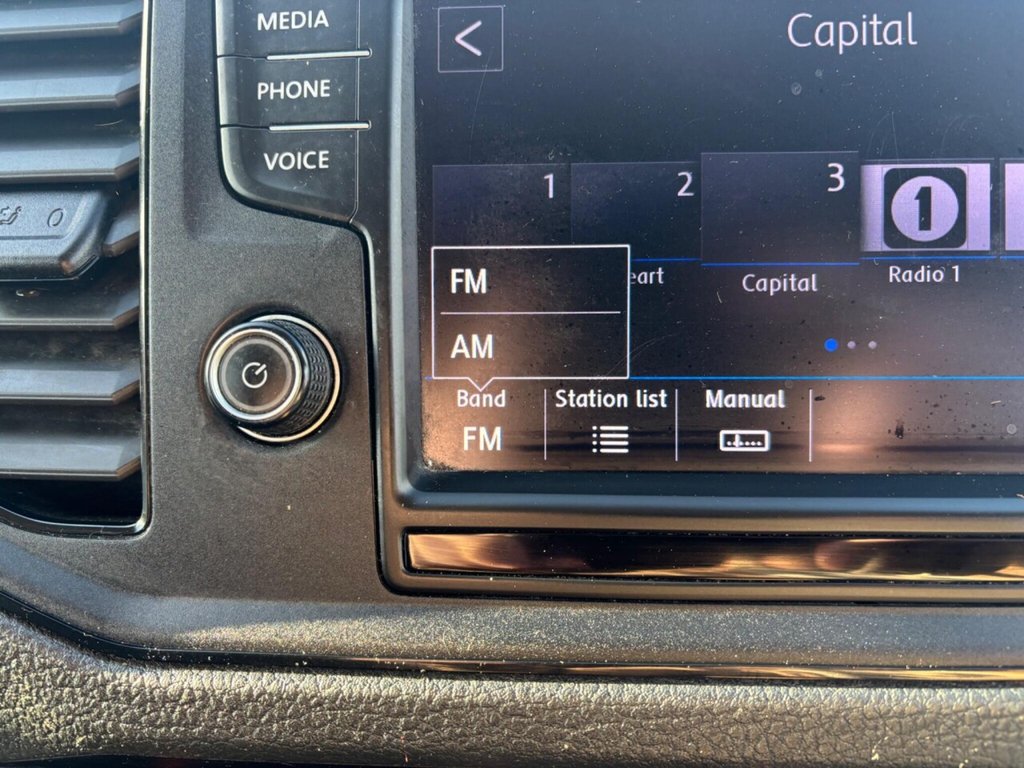 MEDIA
PHONE
VOICE
<
Capital
1
2
3
1
eart
Capital
Radio 1
FM
AM
Band
FM
Station list
Manual